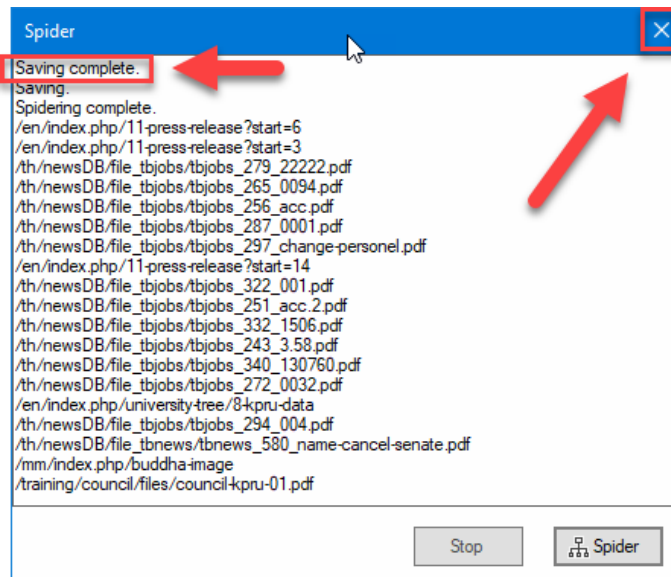 Spider
Saving complete.
Saving.
Spidering complete.
/en/index.php/11-press-release?start=6
/en/index.php/11-press-release?start=3
/th/newsDB/file_tbjobs/tbjobs_279_22222.pdf
/th/newsDB/file_tbjobs/tbjobs_265_0094.pdf
/th/newsDB/file_tbjobs/tbjobs_256_acc.pdf
/th/newsDB/file_tbjobs/tbjobs_287_0001.pdf
/th/newsDB/file_tbjobs/tbjobs_297_change-personel.pdf
/en/index.php/11-press-release?start=14
/th/newsDB/file_tbjobs/tbjobs_322_001.pdf
/th/newsDB/file_tbjobs/tbjobs_251_acc.2.pdf
/th/newsDB/file_tbjobs/tbjobs_332_1506.pdf
/th/newsDB/file_tbjobs/tbjobs_243_3.58.pdf
/th/newsDB/file_tbjobs/tbjobs_340_130760.pdf
/th/newsDB/file_tbjobs/tbjobs_272_0032.pdf
/en/index.php/university-tree/8-kpru-data
/th/newsDB/file_tbjobs/tbjobs_294_004.pdf
/th/newsDB/file_tbnews/tbnews_580_name-cancel-senate.pdf
/mm/index.php/buddha-image
/training/council/files/council-kpru-01.pdf
Stop
Spider